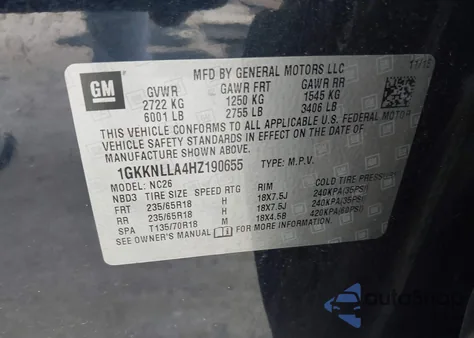 MFD BY GENERAL MOTORS LLC
GM GVWR GAWR FRT GAWR RR
2722 KG 1250 KG 1545 KG
6001 LB 2755 LB 3406 LB
THIS VEHICLE CONFORMS TO ALL APPLICABLE U.S.
FEDERAL MOTOR VEHICLE SAFETY STANDARDS IN EFFECT ON THE DATE OF
MANUFACTURE SHOWN ABOVE.
1GKKNLLA4HZ190655 TYPE: M.P.V.
MODEL: NC26
NBD3 TIRE SIZE SPEED RTG RIM COLD TIRE PRESSURE
FRT 235/65R18 H 18X7.5J 240KPA(35PSI)
RR 235/65R18 H 18X7.5J 240KPA(35PSI)
SPA T135/70R18 M 18X4.5B 420KPA(60PSI)
SEE OWNER'S MANUAL FOR MORE INFORMATION